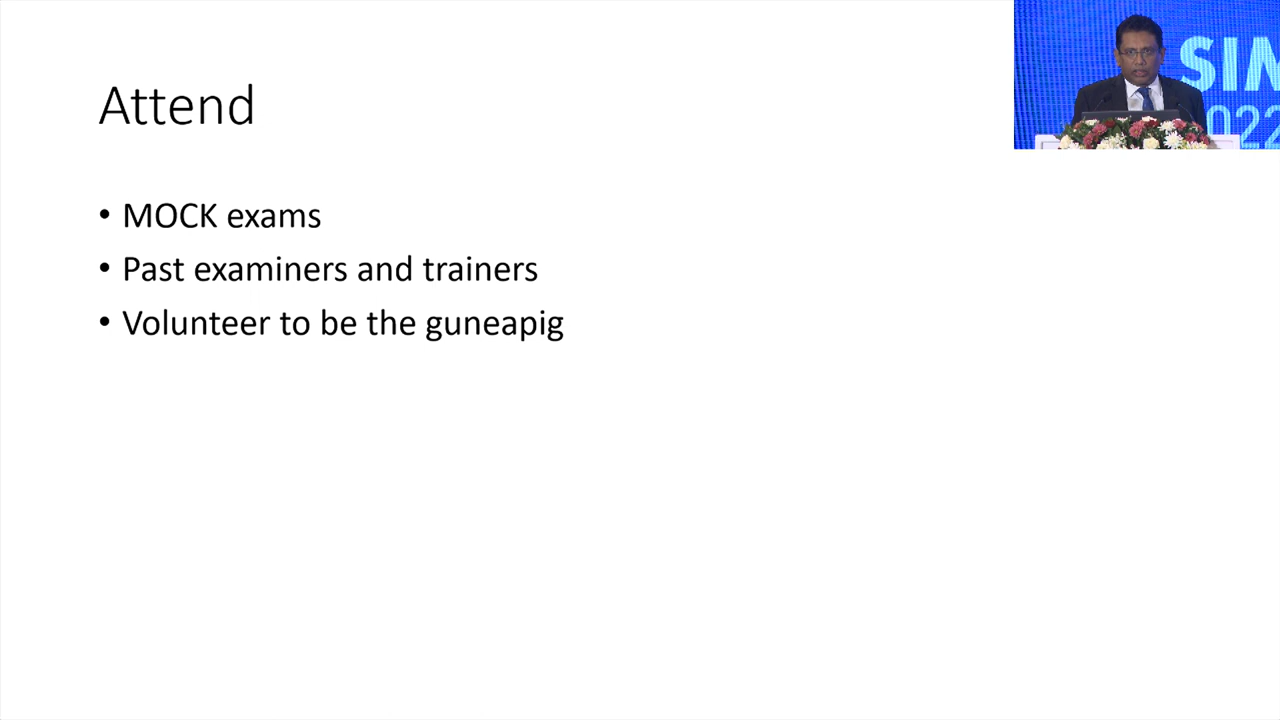 Attend
• MOCK exams
• Past examiners and trainers
• Volunteer to be the guneapig